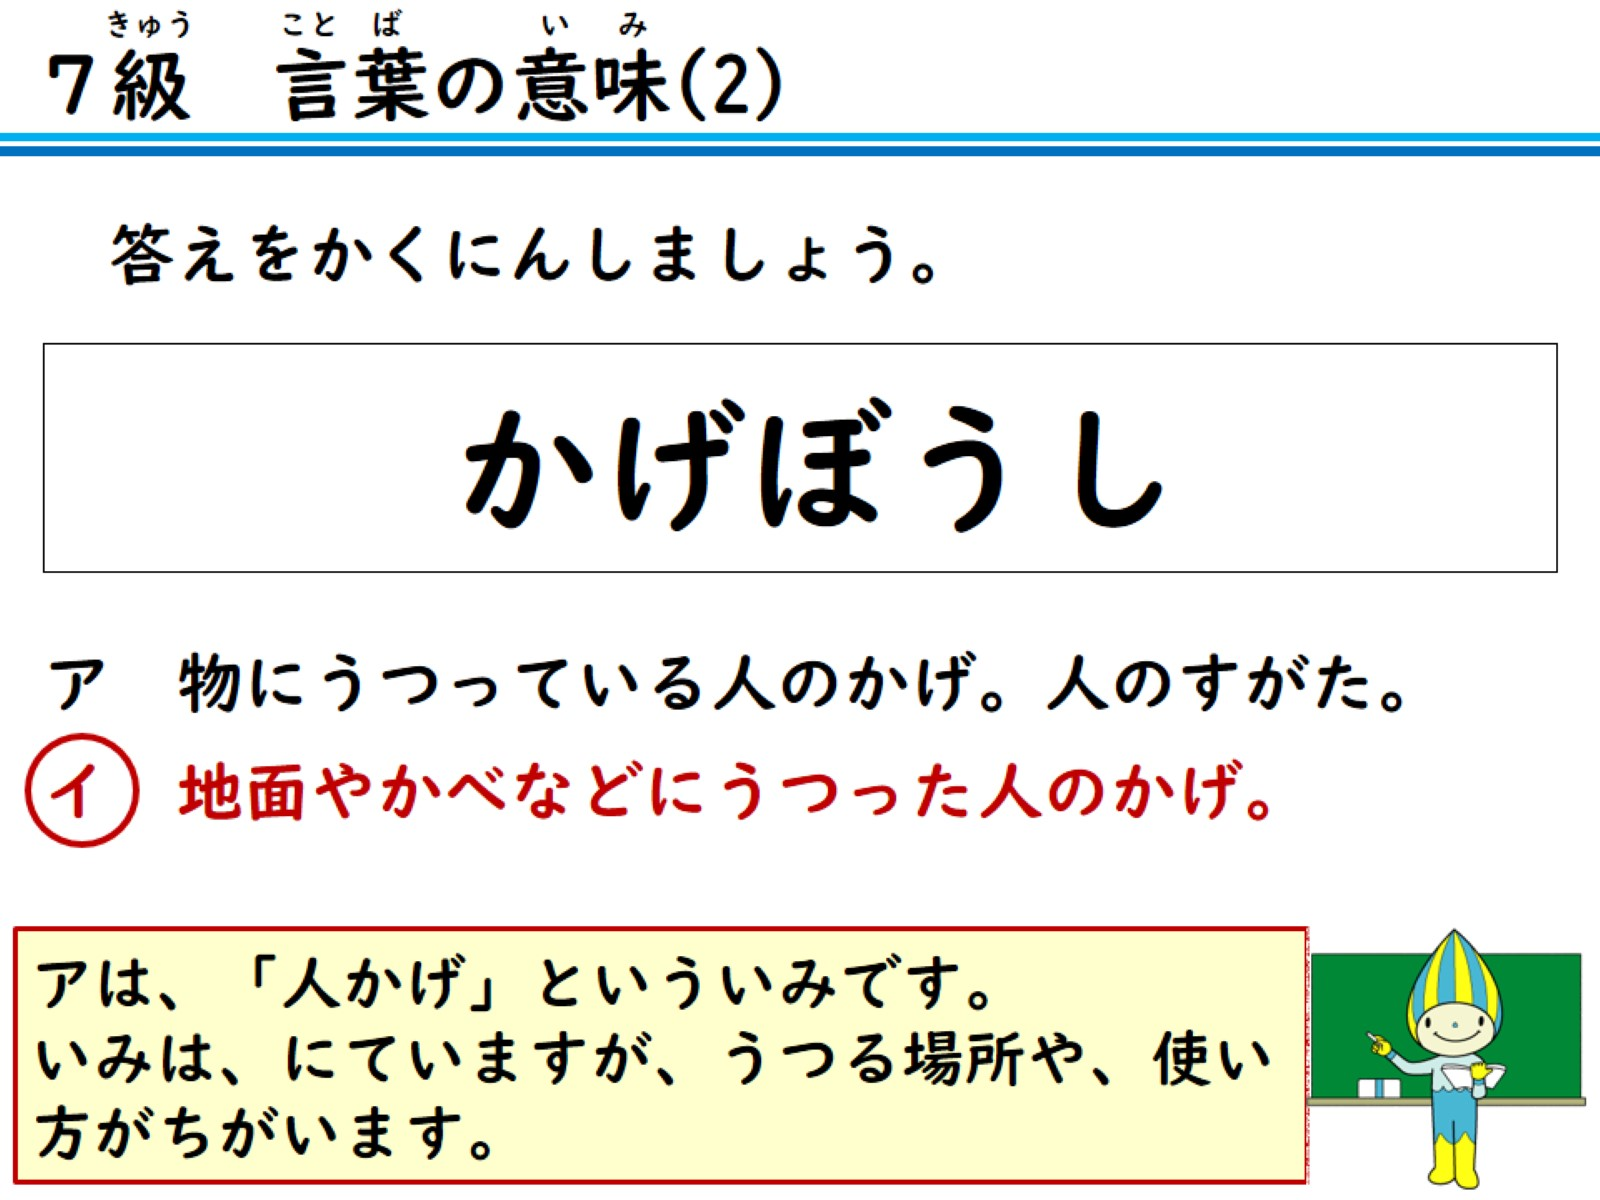 きゅう　ことば　いみ
７級　言葉の意味(2)
答えをかくにんしましょう。
かげぼうし
ア　物にうつっている人のかげ。人のすがた。
イ　地面やかべなどにうつった人のかげ。
アは、「人かげ」といういみです。
いみは、にていますが、うつる場所や、使い
方がちがいます。